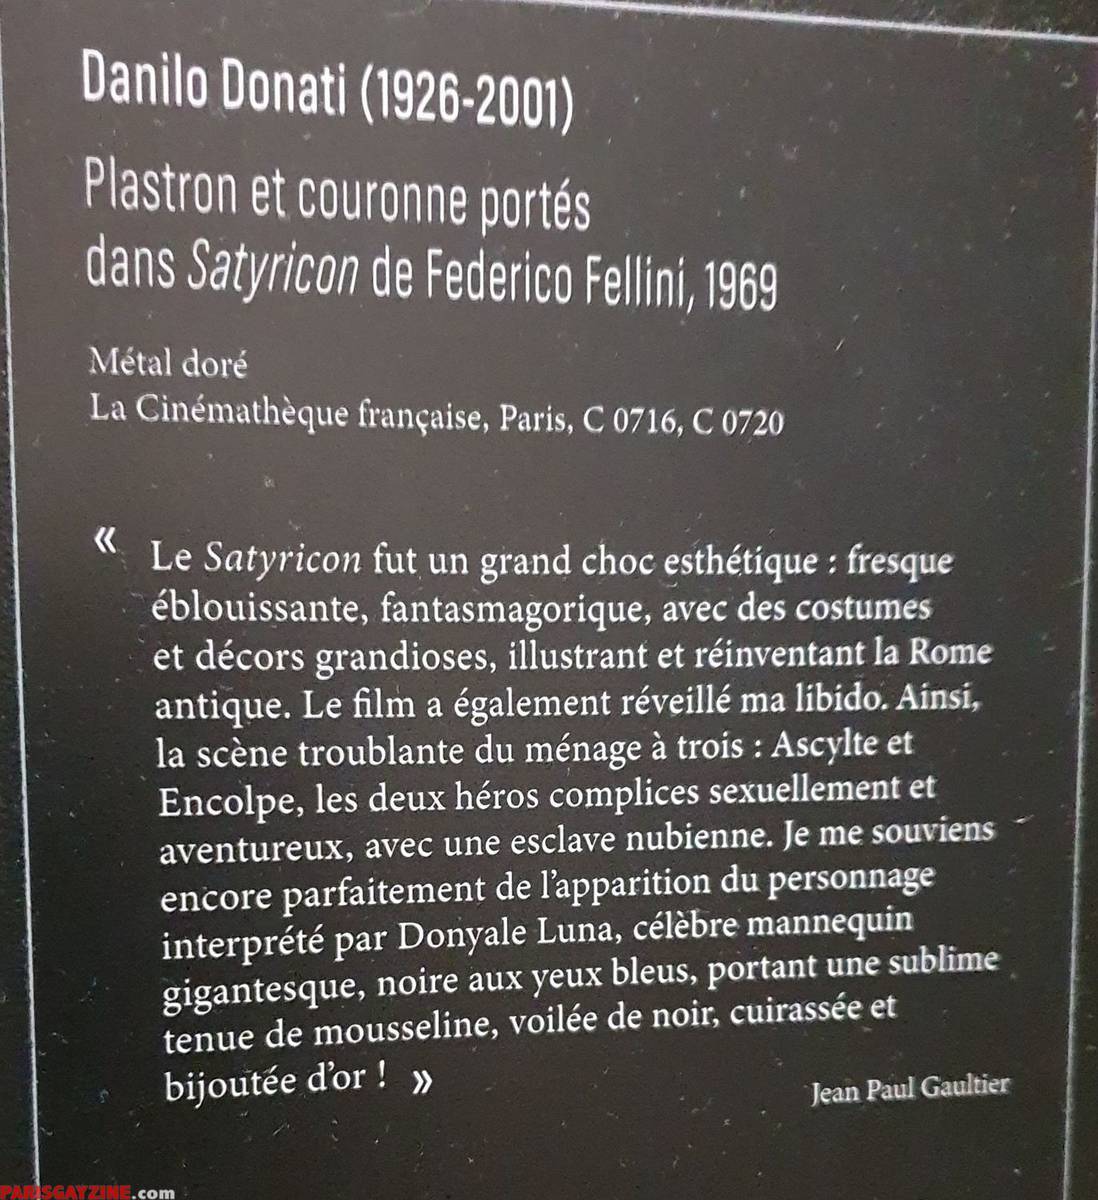 Danilo Donati (1926-2001)
Plastron et couronne portés
dans Satyricon de Federico Fellini, 1969
Métal doré
La Cinémathèque française, Paris, C 0716, C 0720
« Le Satyricon fut un grand choc esthétique : fresque
éblouissante, fantasmagorique, avec des costumes
et décors grandioses, illustrant et réinventant la Rome
antique. Le film a également réveillé ma libido. Ainsi,
la scène troublante du ménage à trois : Ascylte et
Encolpe, les deux héros complices sexuellement et
aventureux, avec une esclave nubienne. Je me souviens
encore parfaitement de l'apparition du personnage
interprété par Donyale Luna, célèbre mannequin
gigantesque, noire aux yeux bleus, portant une sublime
tenue de mousseline, voilée de noir, cuirassée et
bijoutée d'or ! »
Jean Paul Gaultier
PARISGAYZINE.com